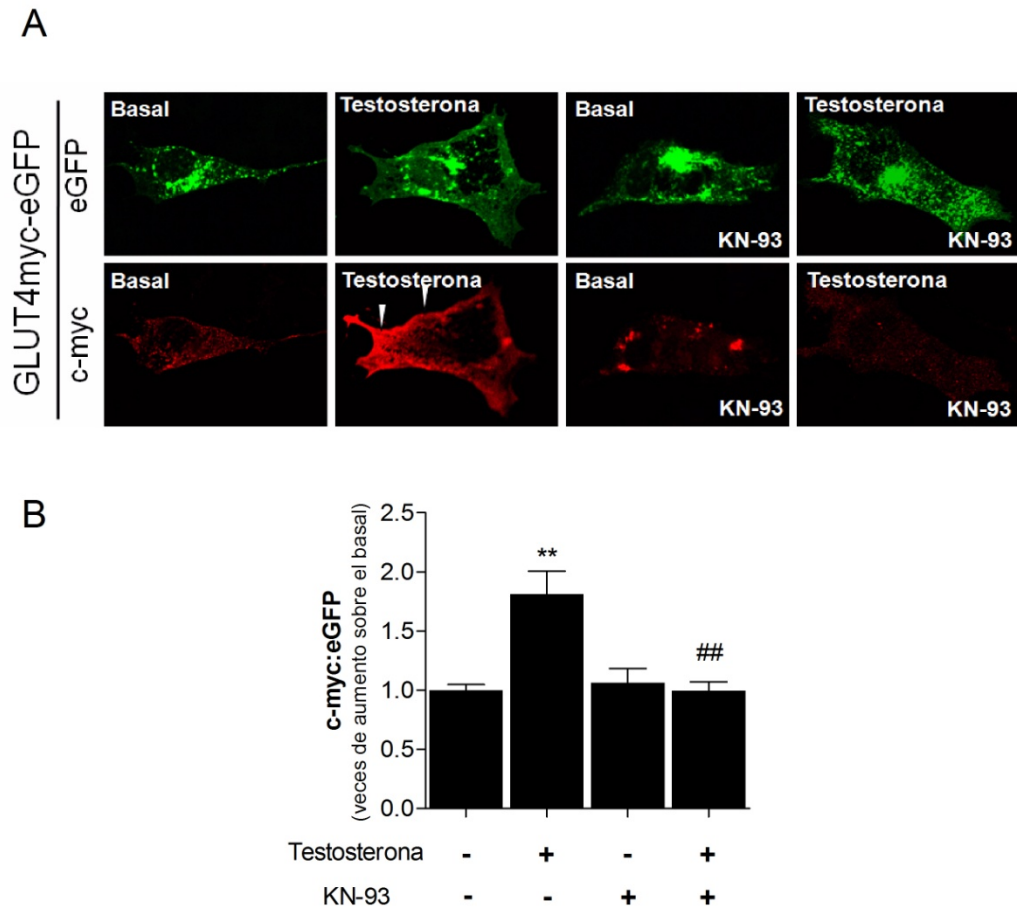 A
GLUT4myc-eGFP
eGFP
Basal
Testosterona
Basal
KN-93
Testosterona
KN-93
c-myc
Basal
Testosterona
Basal
KN-93
Testosterona
KN-93
B
c-myc:eGFP
(veces de aumento sobre el basal)
2.5
2.0
1.5
1.0
0.5
0.0
**
##
Testosterona - + - +
KN-93 - - + +